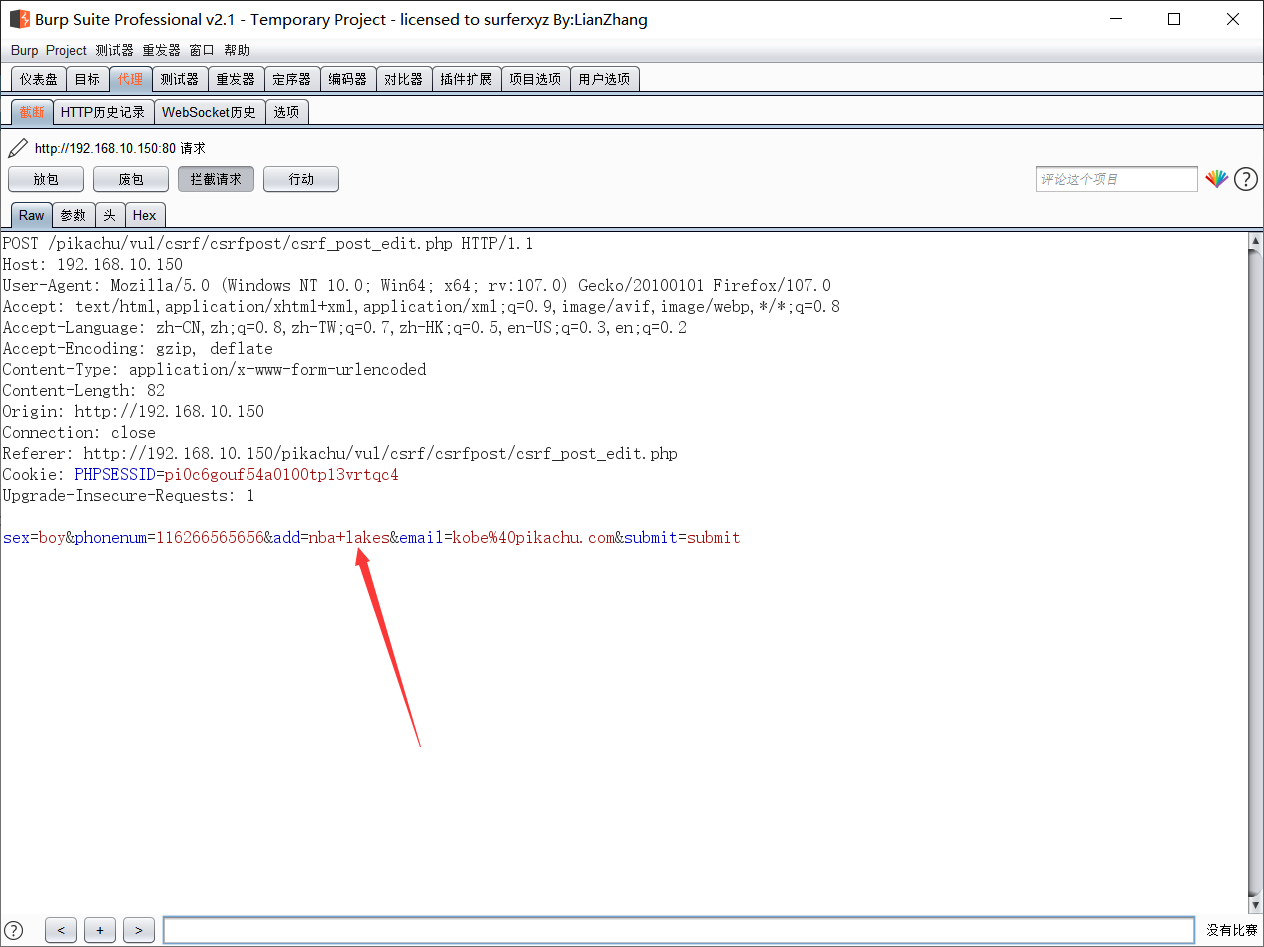 Burp Suite Professional v2.1 - Temporary Project - licensed to surferxyz By:LianZhang
Burp Project 测试器 重发器 窗口 帮助
仪表盘 目标 代理 测试器 重发器 定序器 编码器 对比器 插件扩展 项目选项 用户选项
截断 HTTP历史记录 WebSocket历史 选项
http://192.168.10.150:80 请求
放包 废包 拦截请求 行动 评论这个项目 ?
Raw 参数 头 Hex
POST /pikachu/vul/csrf/csrfpost/csrf_post_edit.php HTTP/1.1
Host: 192.168.10.150
User-Agent: Mozilla/5.0 (Windows NT 10.0; Win64; x64; rv:107.0) Gecko/20100101 Firefox/107.0
Accept: text/html,application/xhtml+xml,application/xml;q=0.9,image/avif,image/webp,*/*;q=0.8
Accept-Language: zh-CN,zh;q=0.8,zh-TW;q=0.7,zh-HK;q=0.5,en-US;q=0.3,en;q=0.2
Accept-Encoding: gzip, deflate
Content-Type: application/x-www-form-urlencoded
Content-Length: 82
Origin: http://192.168.10.150
Connection: close
Referer: http://192.168.10.150/pikachu/vul/csrf/csrfpost/csrf_post_edit.php
Cookie: PHPSESSID=pi0c6gouf54a0100tpl3vrtqc4
Upgrade-Insecure-Requests: 1
sex=boy&phonenum=116266565656&add=nba+lakes&email=kobe%40pikachu.com&submit=submit
? < + > 没有比赛